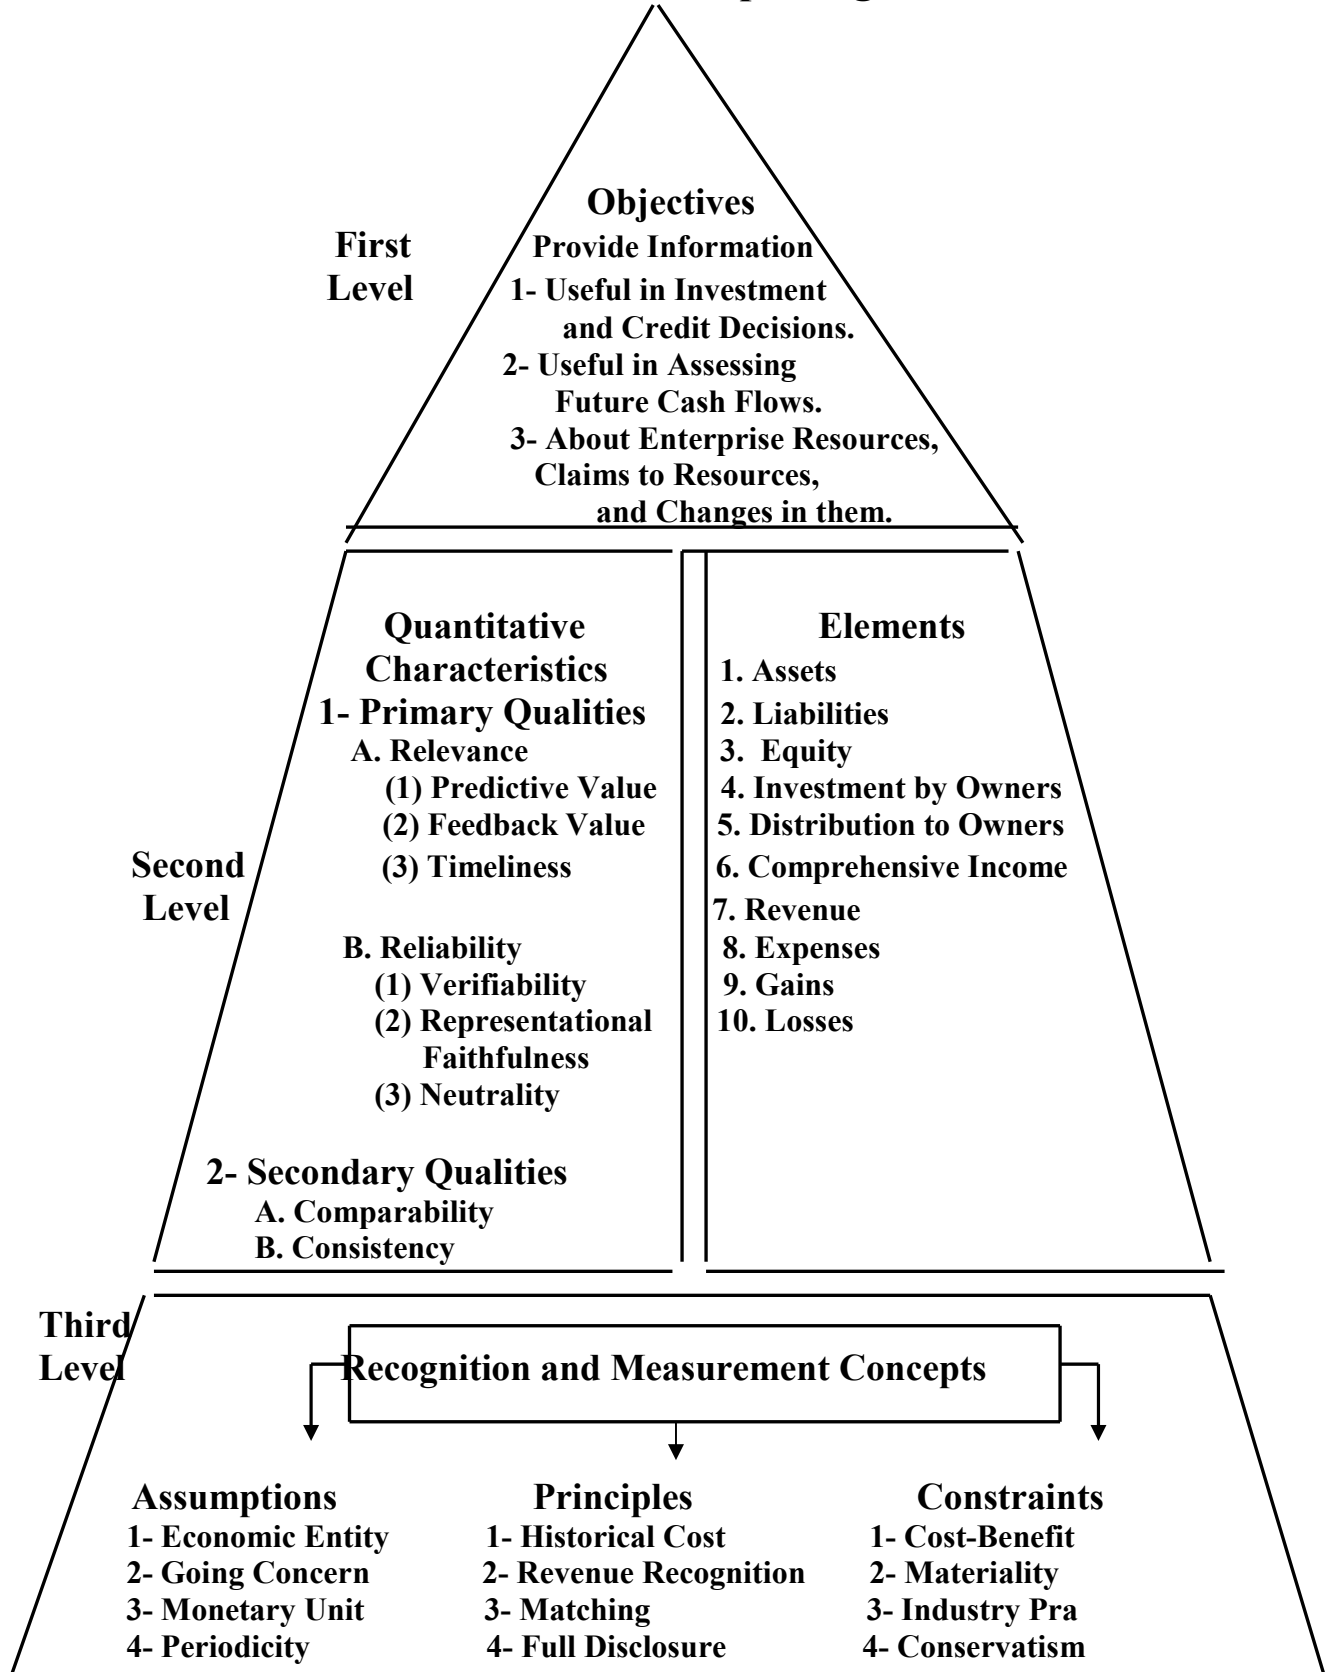 First
Level
Objectives
Provide Information
1- Useful in Investment
and Credit Decisions.
2- Useful in Assessing
Future Cash Flows.
3- About Enterprise Resources,
Claims to Resources,
and Changes in them.
Second
Level
Quantitative
Characteristics
1- Primary Qualities
A. Relevance
(1) Predictive Value
(2) Feedback Value
(3) Timeliness
B. Reliability
(1) Verifiability
(2) Representational
Faithfulness
(3) Neutrality
2- Secondary Qualities
A. Comparability
B. Consistency
Elements
1. Assets
2. Liabilities
3. Equity
4. Investment by Owners
5. Distribution to Owners
6. Comprehensive Income
7. Revenue
8. Expenses
9. Gains
10. Losses
Third
Level
Recognition and Measurement Concepts
Assumptions
1- Economic Entity
2- Going Concern
3- Monetary Unit
4- Periodicity
Principles
1- Historical Cost
2- Revenue Recognition
3- Matching
4- Full Disclosure
Constraints
1- Cost-Benefit
2- Materiality
3- Industry Pra
4- Conservatism